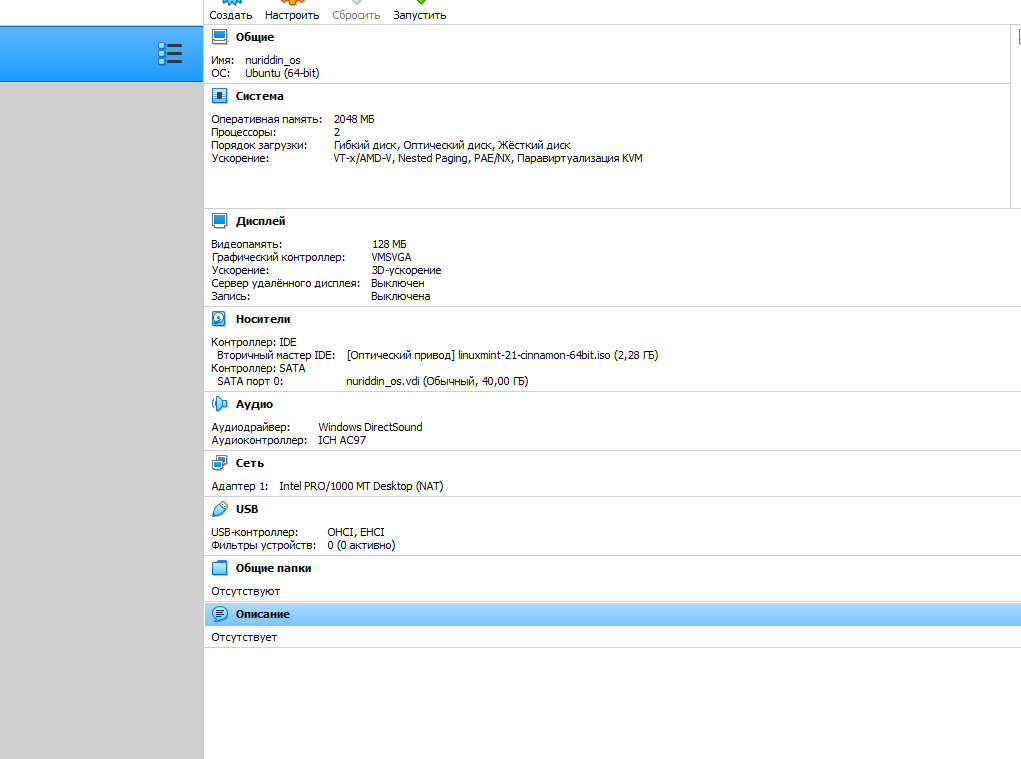 Создать Настроить Сбросить Запустить
Общие
Имя: nuriddin_os
ОС: Ubuntu (64-bit)
Система
Оперативная память: 2048 МБ
Процессоры: 2
Порядок загрузки: Гибкий диск, Оптический диск, Жёсткий диск
Ускорение: VT-x/AMD-V, Nested Paging, PAE/NX, Паравиртуализация KVM
Дисплей
Видеопамять: 128 МБ
Графический контроллер: VMSVGA
Ускорение: 3D-ускорение
Сервер удалённого дисплея: Выключен
Запись: Выключена
Носители
Контроллер: IDE
Вторичный мастер IDE: [Оптический привод] linuxmint-21-cinnamon-64bit.iso (2,28 ГБ)
Контроллер: SATA
SATA порт 0: nuriddin_os.vdi (Обычный, 40,00 ГБ)
Аудио
Аудиодрайвер: Windows DirectSound
Аудиоконтроллер: ICH AC97
Сеть
Адаптер 1: Intel PRO/1000 MT Desktop (NAT)
USB
USB-контроллер: OHCI, EHCI
Фильтры устройств: 0 (0 активно)
Общие папки
Отсутствуют
Описание
Отсутствует